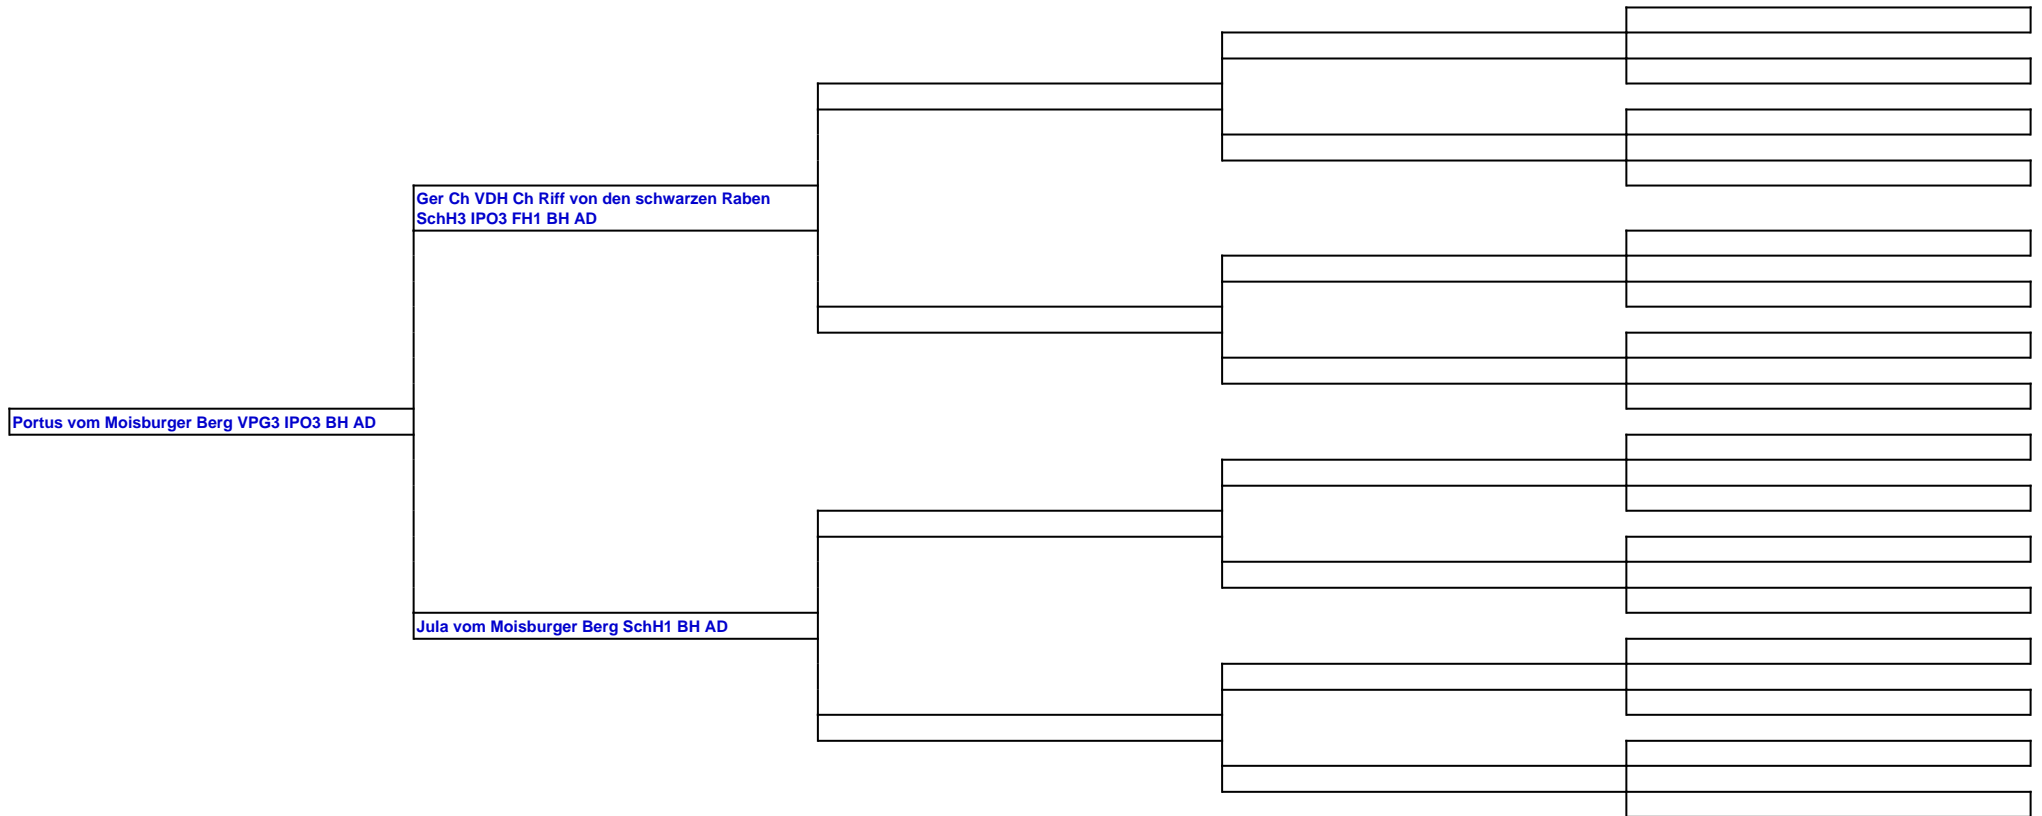 Ger Ch VDH Ch Riff von den schwarzen Raben
SchH3 IPO3 FH1 BH AD
Portus vom Moisburger Berg VPG3 IPO3 BH AD
Jula vom Moisburger Berg SchH1 BH AD